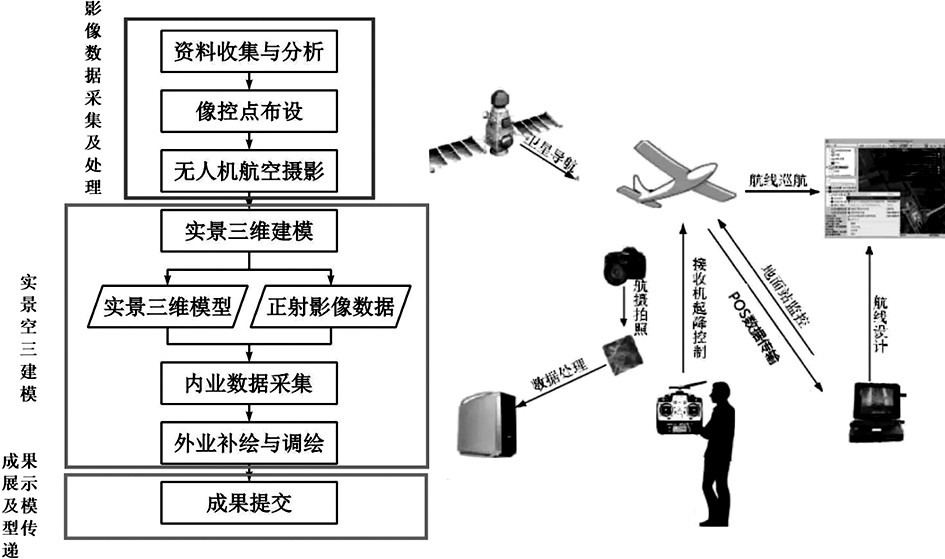 影像数据采集及处理
资料收集与分析
像控点布设
无人机航空摄影
实景空三建模
实景三维建模
实景三维模型
正射影像数据
内业数据采集
外业补绘与调绘
成果
展示
及模
型传
递
成果提交
卫星导航
航线巡航
航摄拍照
数据处理
接收机起降控制
地面站监控
POS数据传输
航线设计